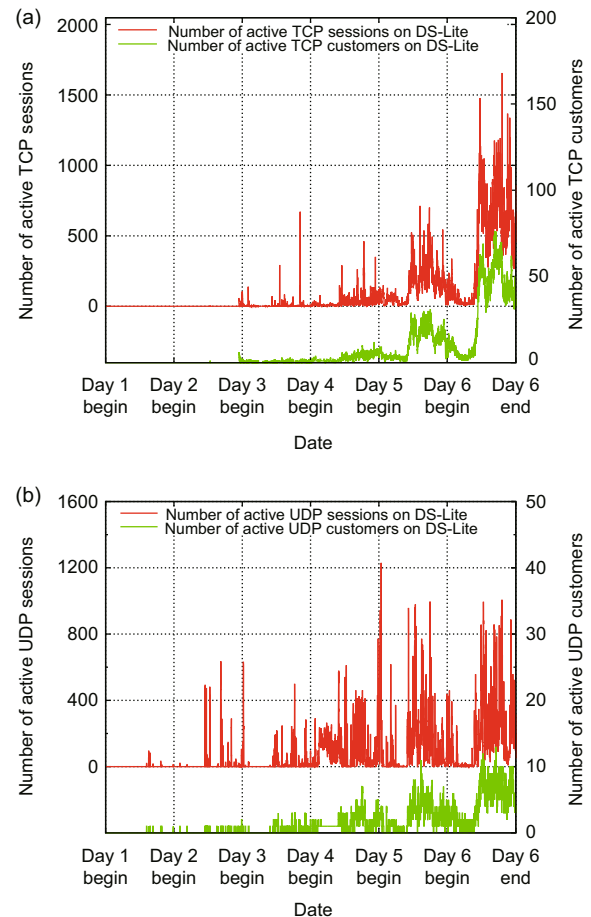 (a)
2000
1500
1000
500
0
Number of active TCP sessions
Number of active TCP sessions on DS-Lite
Number of active TCP customers on DS-Lite
200
150
100
50
0
Number of active TCP customers
Day 1 begin
Day 2 begin
Day 3 begin
Day 4 begin
Day 5 begin
Day 6 begin
Day 6 end
Date
(b)
1600
1200
800
400
0
Number of active UDP sessions
Number of active UDP sessions on DS-Lite
Number of active UDP customers on DS-Lite
50
40
30
20
10
0
Number of active UDP customers
Day 1 begin
Day 2 begin
Day 3 begin
Day 4 begin
Day 5 begin
Day 6 begin
Day 6 end
Date